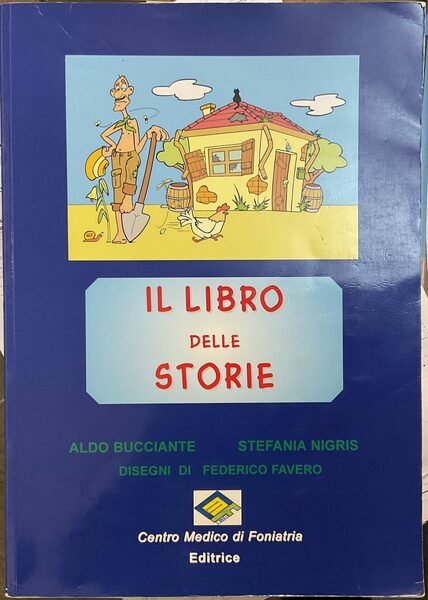 IL LIBRO
DELLE
STORIE
ALDO BUCCIANTE STEFANIA NIGRIS
DISEGNI DI FEDERICO FAVERO
Centro Medico di Foniatria
Editrice